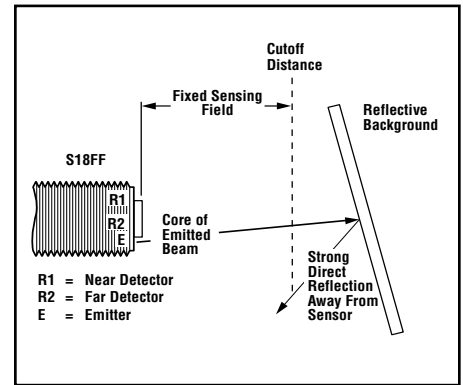 Cutoff
Distance
Fixed Sensing
Field
Reflective
Background
S18FF
R1
R2
E
Core of
Emitted
Beam
Strong
Direct
Reflection
Away From
Sensor
R1 = Near Detector
R2 = Far Detector
E = Emitter